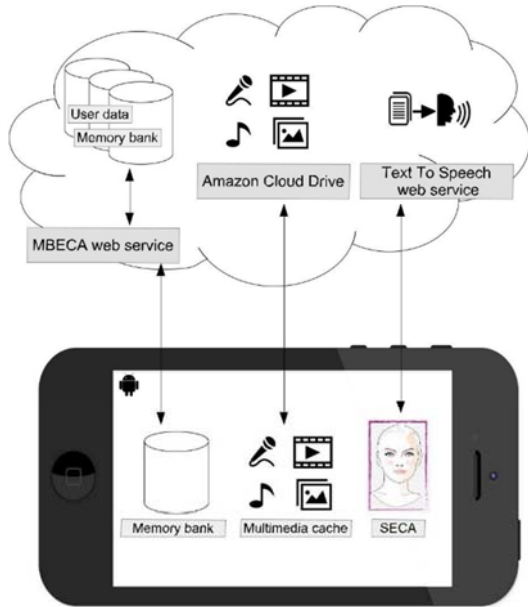 User data
Memory bank
Amazon Cloud Drive
Text To Speech
web service
MBECA web service
Memory bank
Multimedia cache
SECA